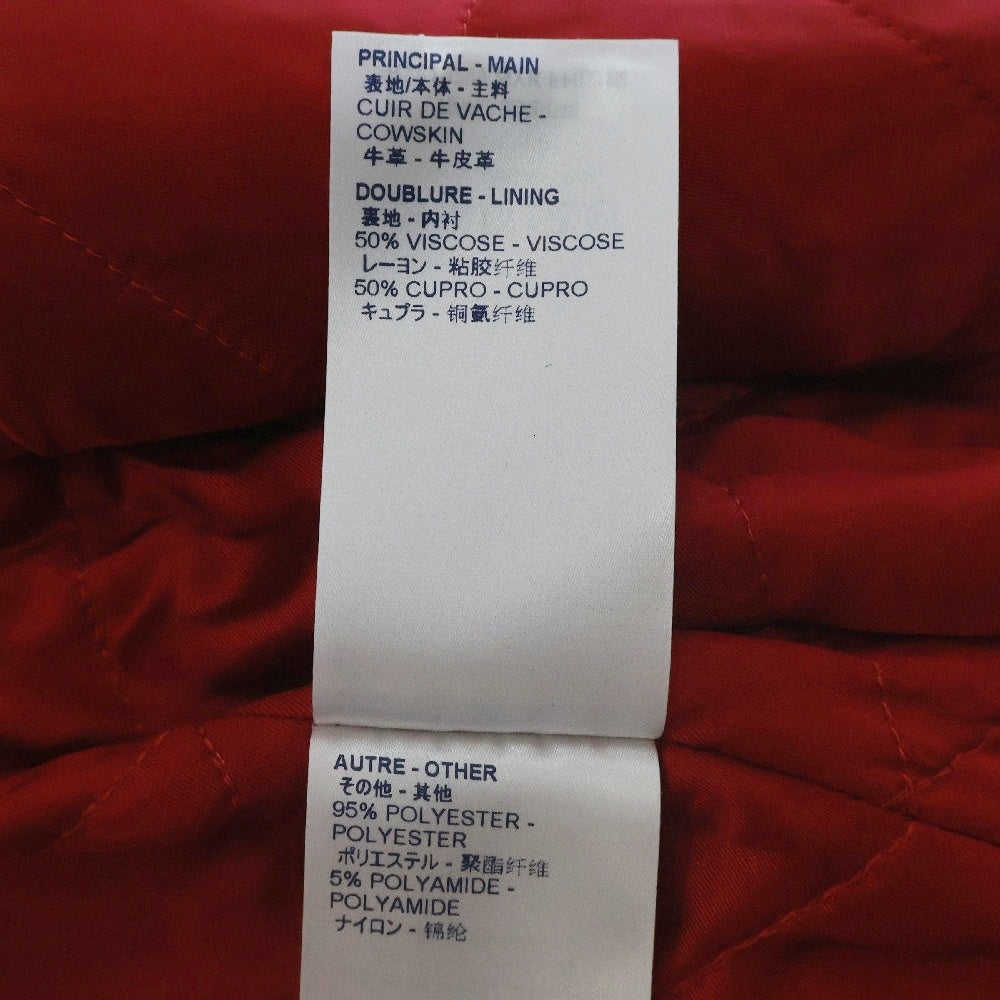 PRINCIPAL - MAIN
表地/本体 - 主料
CUIR DE VACHE -
COWSKIN
牛革 - 牛皮革
DOUBLURE - LINING
裏地 - 内衬
50% VISCOSE - VISCOSE
レーヨン - 粘胶纤维
50% CUPRO - CUPRO
キュプラ - 铜氨纤维
AUTRE - OTHER
その他 - 其他
95% POLYESTER -
POLYESTER
ポリエステル - 聚酯纤维
5% POLYAMIDE -
POLYAMIDE
ナイロン - 锦纶